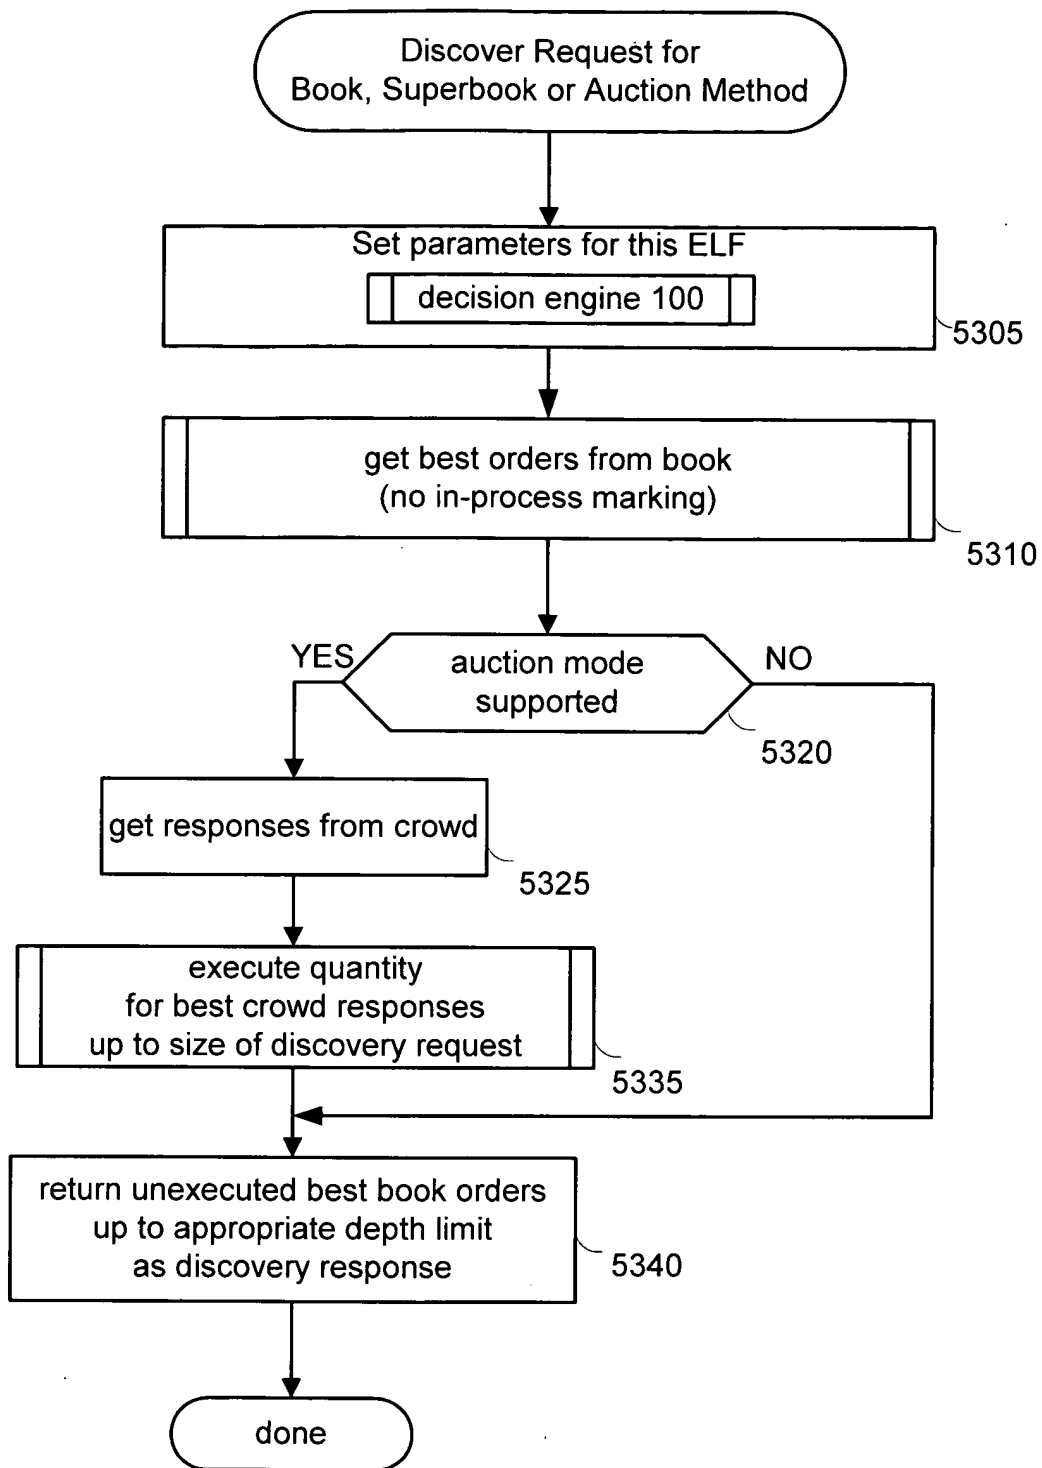 Discover Request for
Book, Superbook or Auction Method
Set parameters for this ELF
decision engine 100
5305
get best orders from book
(no in-process marking)
5310
YES
auction mode
supported
NO
5320
get responses from crowd
5325
execute quantity
for best crowd responses
up to size of discovery request
5335
return unexecuted best book orders
up to appropriate depth limit
as discovery response
5340
done